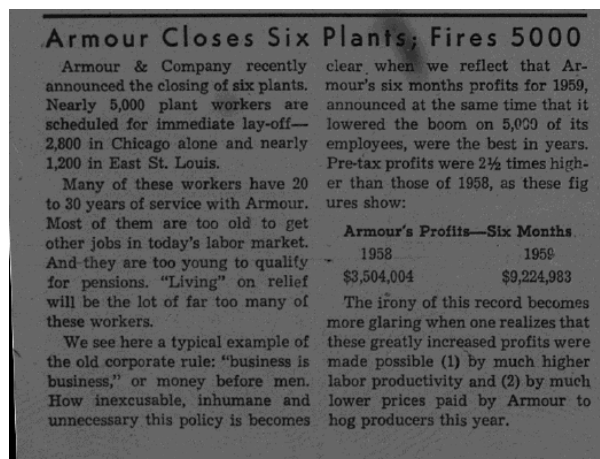 Armour Closes Six Plants; Fires 5000
Armour & Company recently
announced the closing of six plants.
Nearly 5,000 plant workers are
scheduled for immediate lay-off—
2,800 in Chicago alone and nearly
1,200 in East St. Louis.
Many of these workers have 20
to 30 years of service with Armour.
Most of them are too old to get
other jobs in today's labor market.
And they are too young to qualify
for pensions. "Living" on relief
will be the lot of far too many of
these workers.
We see here a typical example of
the old corporate rule: "business is
business," or money before men.
How inexcusable, inhumane and
unnecessary this policy is becomes
clear when we reflect that Ar-
mour's six months profits for 1959,
announced at the same time that it
lowered the boom on 5,000 of its
employees, were the best in years.
Pre-tax profits were 2½ times high-
er than those of 1958, as these fig
ures show:
Armour's Profits—Six Months
1958 1959
$3,504,004 $9,224,983
The irony of this record becomes
more glaring when one realizes that
these greatly increased profits were
made possible (1) by much higher
labor productivity and (2) by much
lower prices paid by Armour to
hog producers this year.